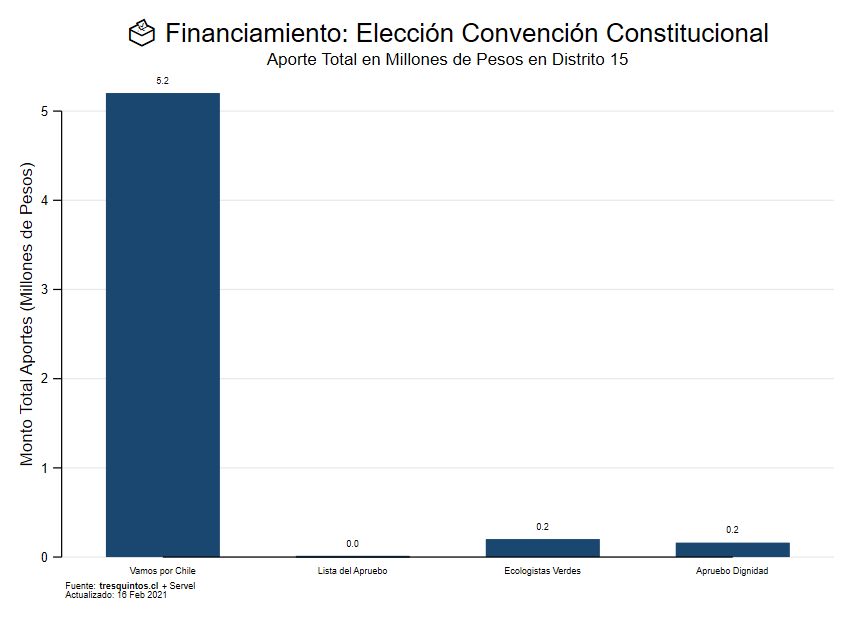 Financiamiento: Elección Convención Constitucional
Aporte Total en Millones de Pesos en Distrito 15
Monto Total Aportes (Millones de Pesos)
5
4
3
2
1
0
5.2
0.0
0.2
0.2
Vamos por Chile
Lista del Apruebo
Ecologistas Verdes
Apruebo Dignidad
Fuente: tresquintos.cl + Servel
Actualizado: 16 Feb 2021